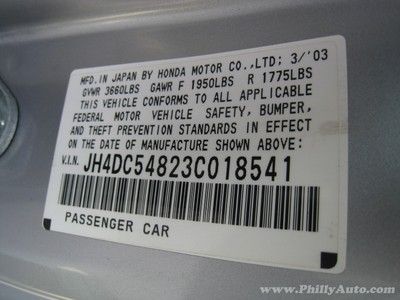 MFD.IN JAPAN BY HONDA MOTOR CO.,LTD; 3/'03
GVWR 3660LBS GAWR F 1950LBS R 1775LBS
THIS VEHICLE CONFORMS TO ALL APPLICABLE
FEDERAL MOTOR VEHICLE SAFETY, BUMPER,
AND THEFT PREVENTION STANDARDS IN EFFECT
ON THE DATE OF MANUFACTURE SHOWN ABOVE:
V.I.N. JH4DC54823C018541
PASSENGER CAR
www.PhillyAuto.com